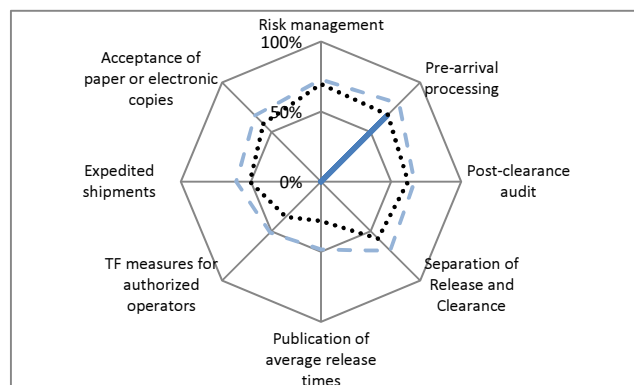 Risk management
100%
Acceptance of
paper or electronic
copies
Pre-arrival
processing
50%
Expedited
shipments
0%
Post-clearance
audit
TF measures for
authorized
operators
Separation of
Release and
Clearance
Publication of
average release
times